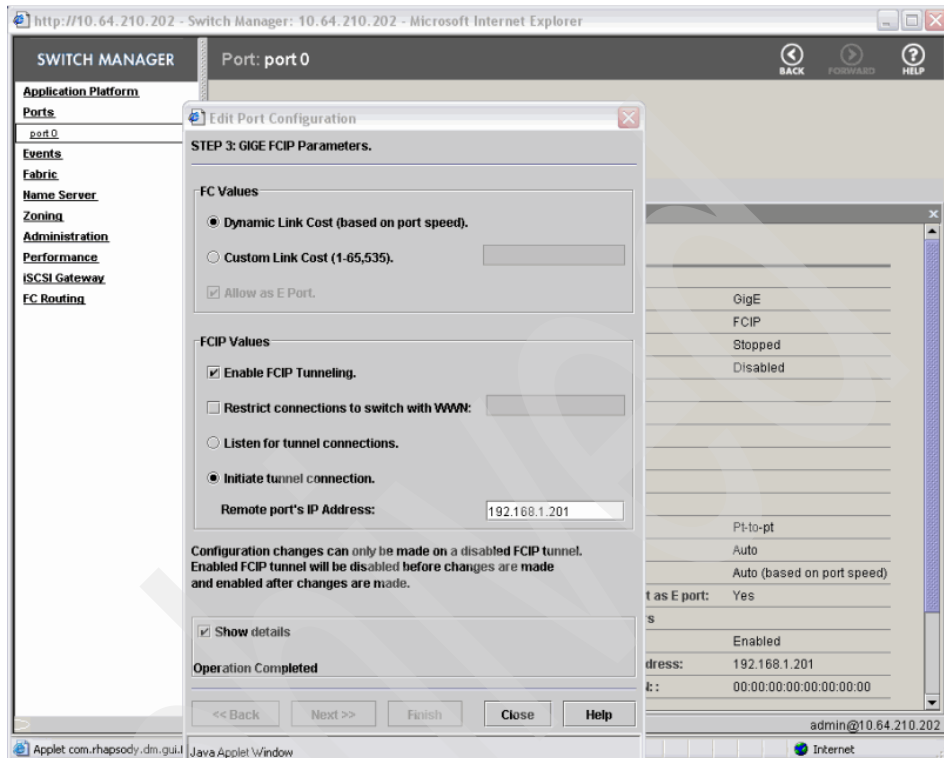 http://10.64.210.202 - Switch Manager: 10.64.210.202 - Microsoft Internet Explorer
SWITCH MANAGER
Port: port 0
BACK
FORWARD
HELP
Application Platform
Ports
port 0
Events
Fabric
Name Server
Zoning
Administration
Performance
iSCSI Gateway
FC Routing
Edit Port Configuration
STEP 3: GIGE FCIP Parameters.
FC Values
Dynamic Link Cost (based on port speed).
Custom Link Cost (1-65,535).
Allow as E Port.
FCIP Values
Enable FCIP Tunneling.
Restrict connections to switch with WWN:
Listen for tunnel connections.
Initiate tunnel connection.
Remote port's IP Address: 192.168.1.201
Configuration changes can only be made on a disabled FCIP tunnel.
Enabled FCIP tunnel will be disabled before changes are made
and enabled after changes are made.
Show details
Operation Completed
<< Back Next >> Finish Close Help
Java Applet Window
GigE
FCIP
Stopped
Disabled
Pt-to-pt
Auto
Auto (based on port speed)
t as E port: Yes
Enabled
dress: 192.168.1.201
00:00:00:00:00:00:00:00
admin@10.64.210.202
Applet com.rhapsody.dm.gui.
Internet